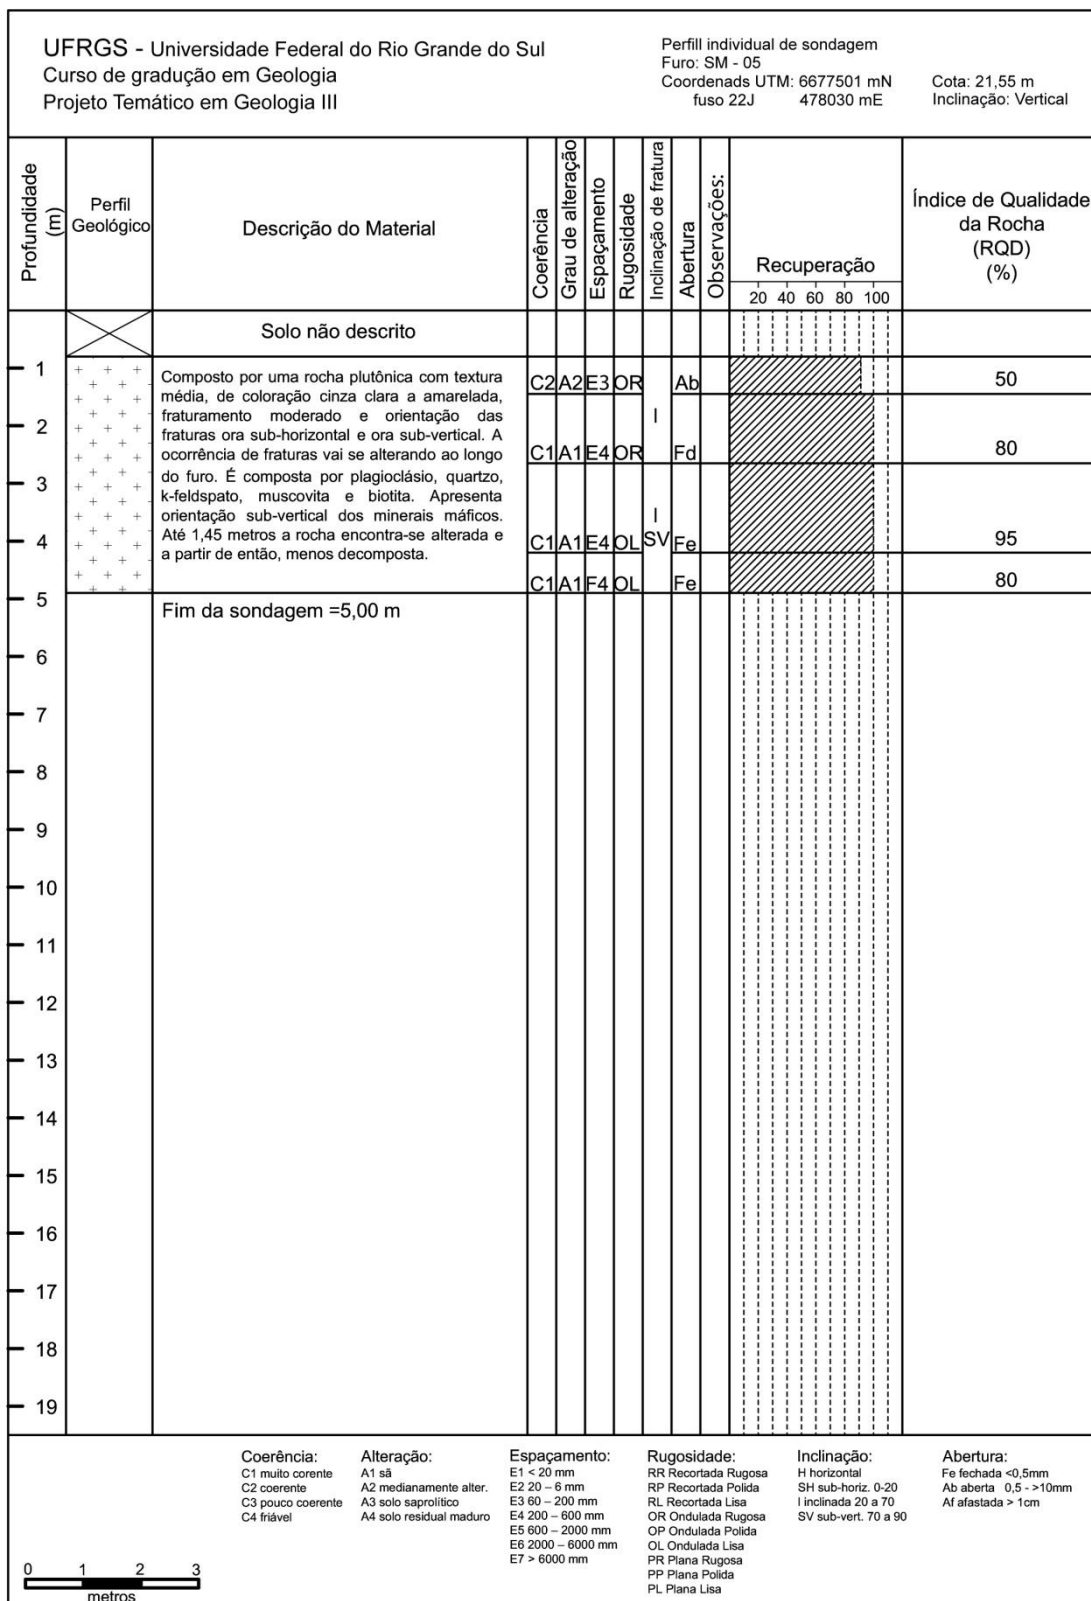 UFRGS - Universidade Federal do Rio Grande do Sul
Curso de gradução em Geologia
Projeto Temático em Geologia III
Perfill individual de sondagem
Furo: SM - 05
Coordenads UTM: 6677501 mN
fuso 22J 478030 mE
Cota: 21,55 m
Inclinação: Vertical
Profundidade
(m)
Perfil
Geológico
Descrição do Material
Coerência
Grau de alteração
Espaçamento
Rugosidade
Inclinação de fratura
Abertura
Observações:
Recuperação
20 40 60 80 100
Índice de Qualidade
da Rocha
(RQD)
(%)
Solo não descrito
Composto por uma rocha plutônica com textura
média, de coloração cinza clara a amarelada,
fraturamento moderado e orientação das
fraturas ora sub-horizontal e ora sub-vertical. A
ocorrência de fraturas vai se alterando ao longo
do furo. É composta por plagioclásio, quartzo,
k-feldspato, muscovita e biotita. Apresenta
orientação sub-vertical dos minerais máficos.
Até 1,45 metros a rocha encontra-se alterada e
a partir de então, menos decomposta.
C2 A2 E3 OR Ab 50
I
C1 A1 E4 OR Fd 80
I
C1 A1 E4 OL SV Fe 95
C1 A1 F4 OL Fe 80
Fim da sondagem =5,00 m
1
2
3
4
5
6
7
8
9
10
11
12
13
14
15
16
17
18
19
Coerência:
C1 muito corente
C2 coerente
C3 pouco coerente
C4 friável
Alteração:
A1 sã
A2 medianamente alter.
A3 solo saprolítico
A4 solo residual maduro
Espaçamento:
E1 < 20 mm
E2 20 – 6 mm
E3 60 – 200 mm
E4 200 – 600 mm
E5 600 – 2000 mm
E6 2000 – 6000 mm
E7 > 6000 mm
Rugosidade:
RR Recortada Rugosa
RP Recortada Polida
RL Recortada Lisa
OR Ondulada Rugosa
OP Ondulada Polida
OL Ondulada Lisa
PR Plana Rugosa
PP Plana Polida
PL Plana Lisa
Inclinação:
H horizontal
SH sub-horiz. 0-20
I inclinada 20 a 70
SV sub-vert. 70 a 90
Abertura:
Fe fechada <0,5mm
Ab aberta 0,5 - >10mm
Af afastada > 1cm
0 1 2 3
metros